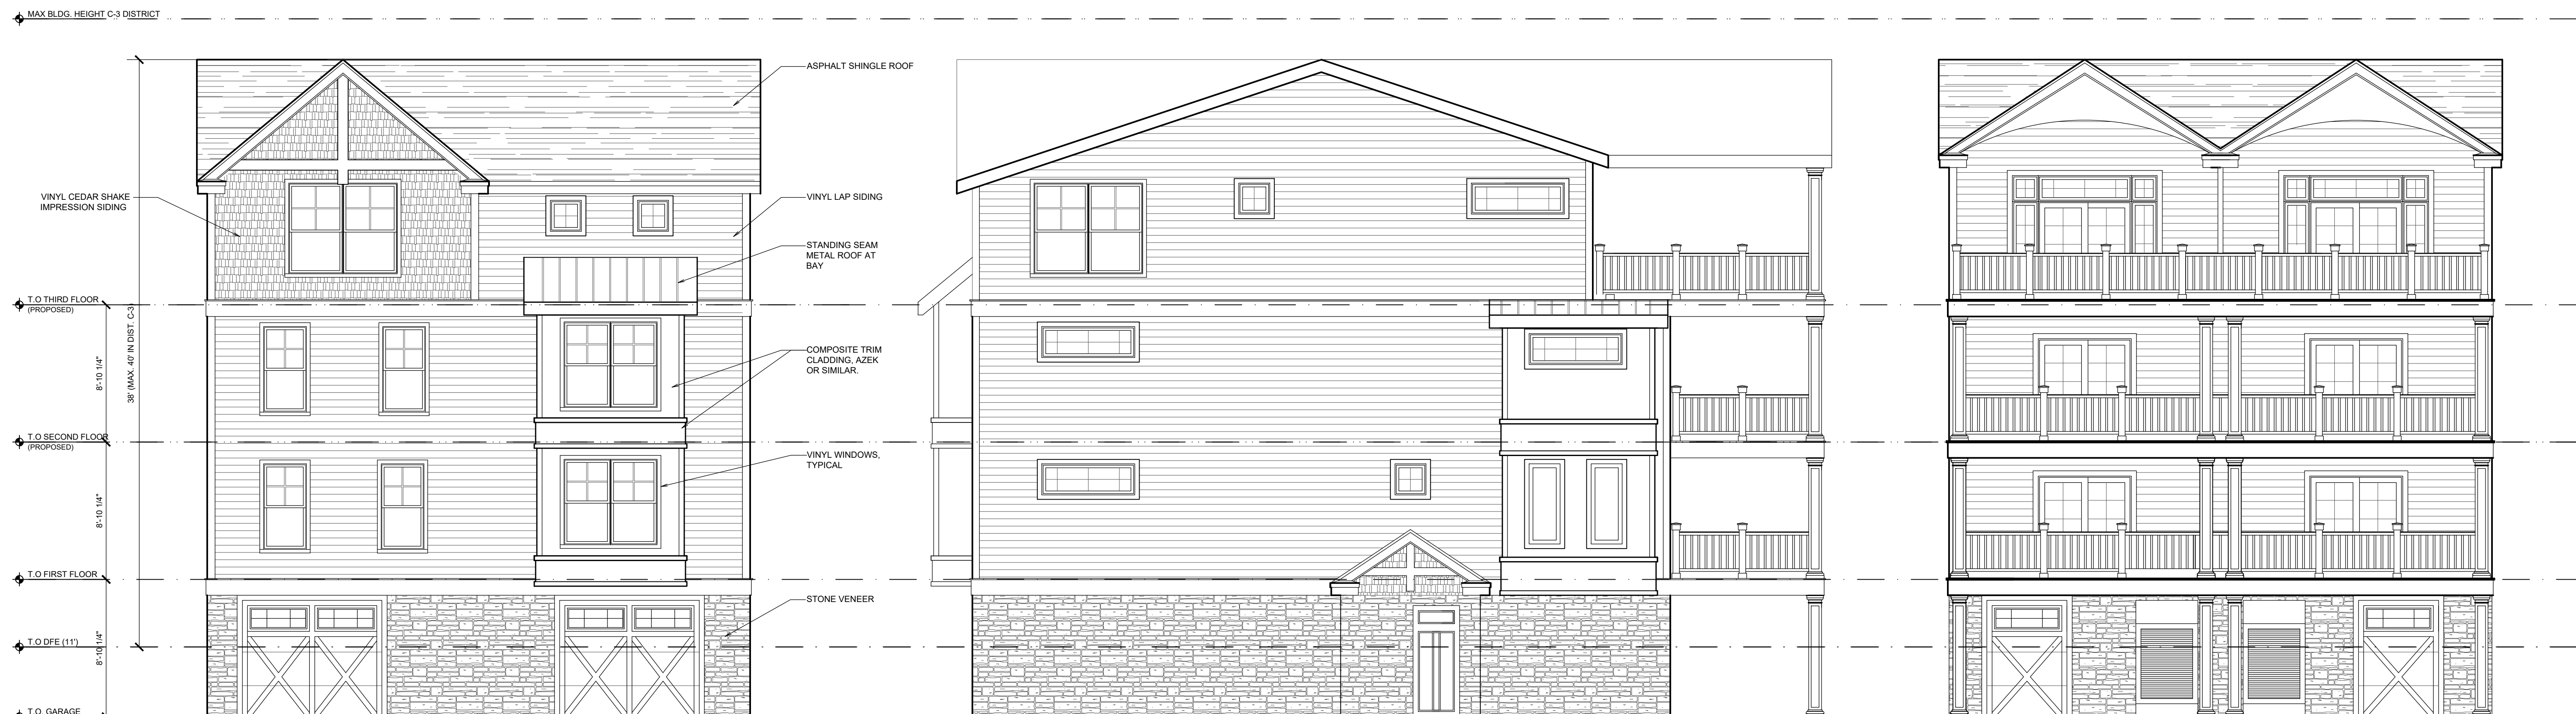 MAX BLDG. HEIGHT C-3 DISTRICT
ASPHALT SHINGLE ROOF
VINYL CEDAR SHAKE
IMPRESSION SIDING
VINYL LAP SIDING
STANDING SEAM
METAL ROOF AT
BAY
T.O THIRD FLOOR
(PROPOSED)
38' (MAX. 40' IN DIST. C-3)
8'-10 1/4"
COMPOSITE TRIM
CLADDING, AZEK
OR SIMILAR.
T.O SECOND FLOOR
(PROPOSED)
VINYL WINDOWS,
TYPICAL
8'-10 1/4"
T.O FIRST FLOOR
STONE VENEER
T.O DFE (11')
8'-10 1/4"
T.O. GARAGE